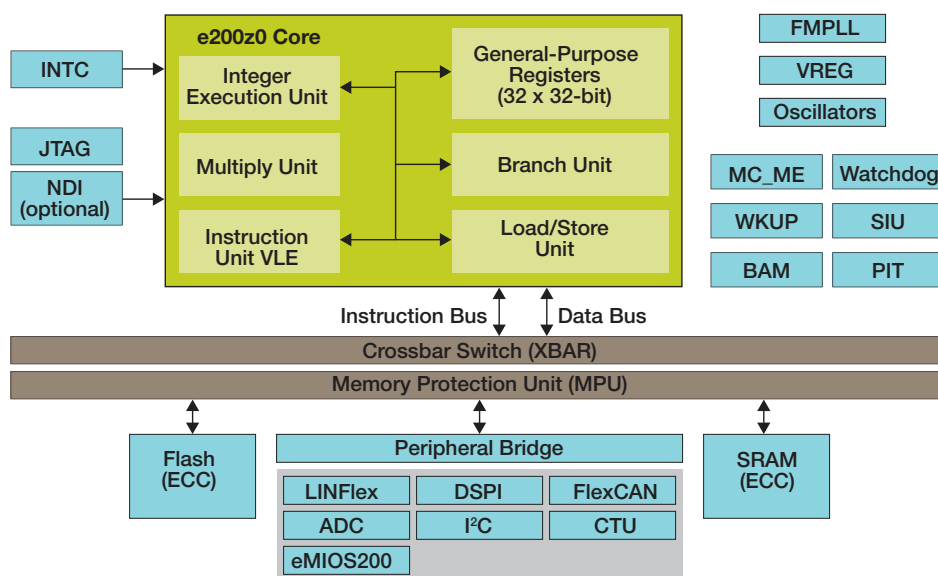 e200z0 Core
INTC
JTAG
NDI
(optional)
Integer
Execution Unit
Multiply Unit
Instruction
Unit VLE
General-Purpose
Registers
(32 x 32-bit)
Branch Unit
Load/Store
Unit
FMPLL
VREG
Oscillators
MC_ME
Watchdog
WKUP
SIU
BAM
PIT
Instruction Bus
Data Bus
Crossbar Switch (XBAR)
Memory Protection Unit (MPU)
Flash
(ECC)
Peripheral Bridge
LINFlex
DSPI
FlexCAN
ADC
I²C
CTU
eMIOS200
SRAM
(ECC)